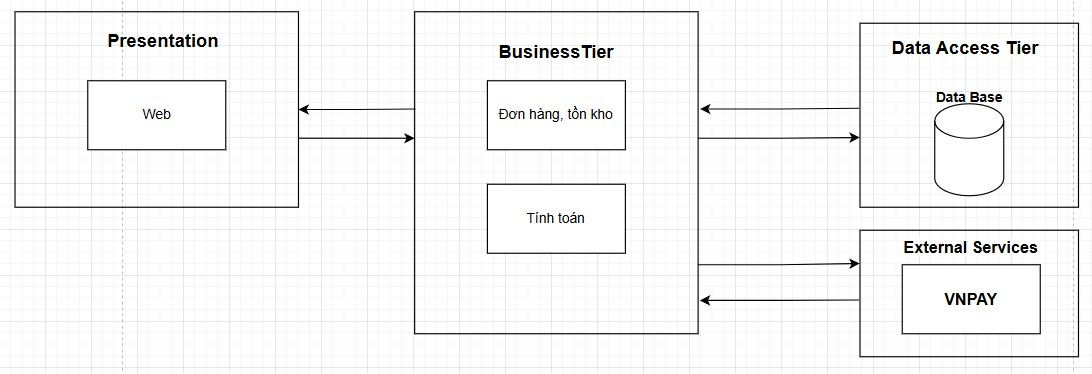 Presentation
Web
BusinessTier
Đơn hàng, tồn kho
Tính toán
Data Access Tier
Data Base
External Services
VNPAY